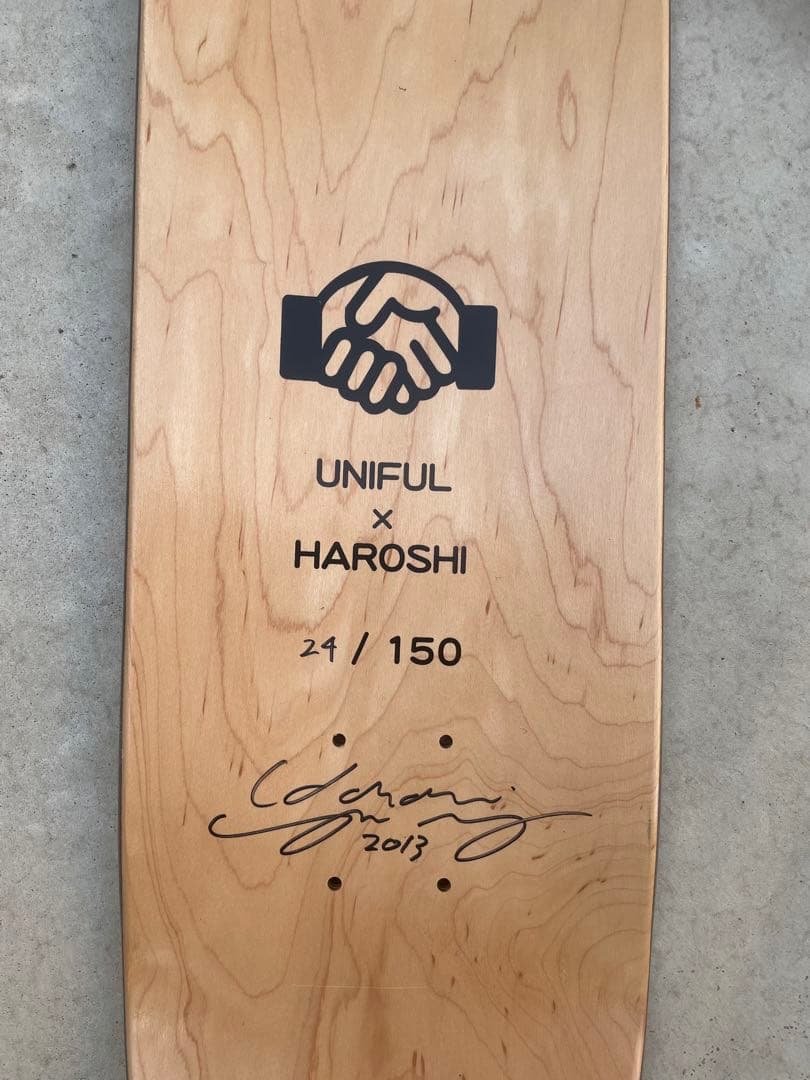 UNIFUL
×
HAROSHI
24 / 150
2013